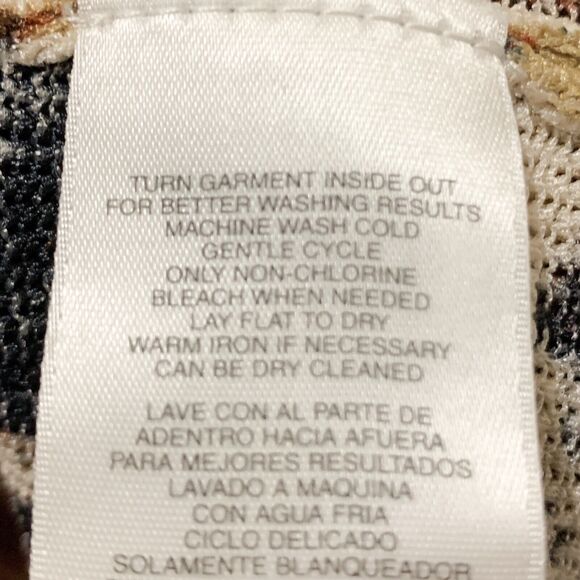 TURN GARMENT INSIDE OUT
FOR BETTER WASHING RESULTS
MACHINE WASH COLD
GENTLE CYCLE
ONLY NON-CHLORINE
BLEACH WHEN NEEDED
LAY FLAT TO DRY
WARM IRON IF NECESSARY
CAN BE DRY CLEANED
LAVE CON AL PARTE DE
ADENTRO HACIA AFUERA
PARA MEJORES RESULTADOS
LAVADO A MAQUINA
CON AGUA FRIA
CICLO DELICADO
SOLAMENTE BLANQUEADOR